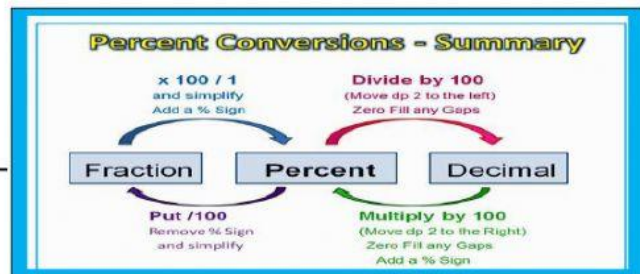 Percent Conversions - Summary
x 100 / 1
and simplify
Add a % Sign
Divide by 100
(Move dp 2 to the left)
Zero Fill any Gaps
Fraction
Percent
Decimal
Put /100
Remove % Sign
and simplify
Multiply by 100
(Move dp 2 to the Right)
Zero Fill any Gaps
Add a % Sign